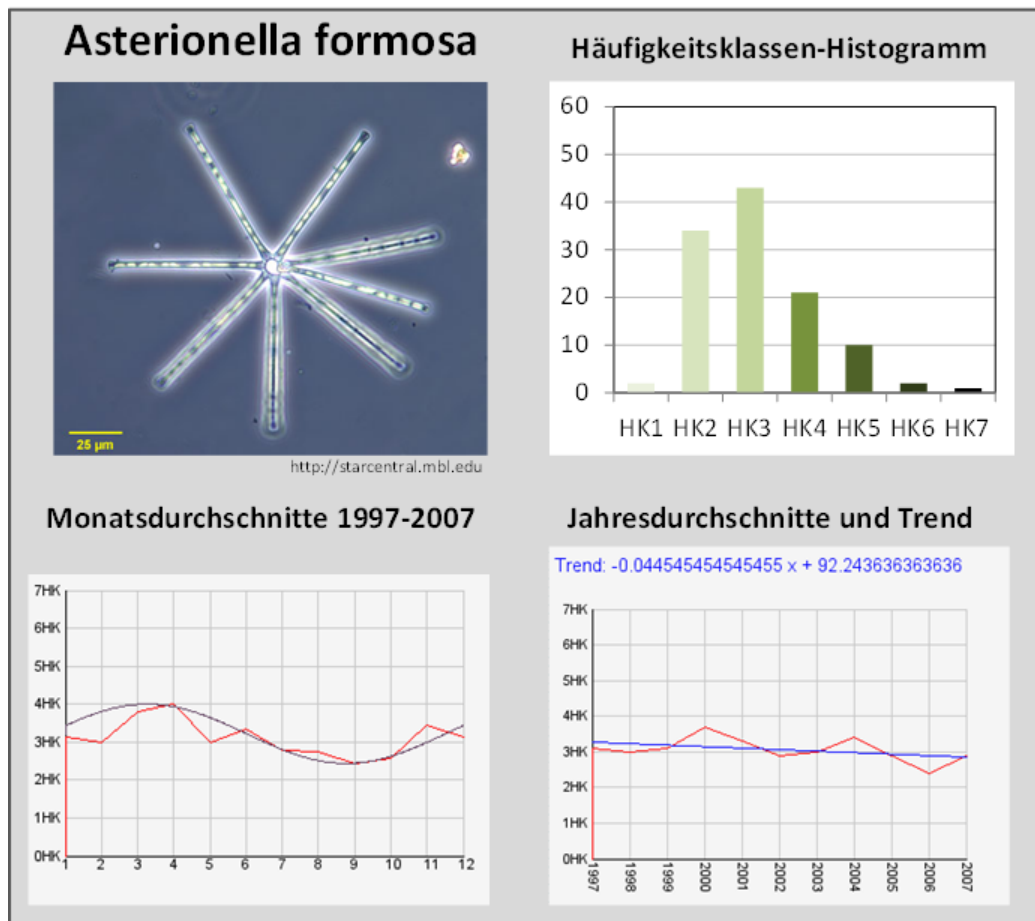 Asterionella formosa
25 µm
http://starcentral.mbl.edu
Häufigkeitsklassen-Histogramm
60
50
40
30
20
10
0
HK1 HK2 HK3 HK4 HK5 HK6 HK7
Monatsdurchschnitte 1997-2007
7HK
6HK
5HK
4HK
3HK
2HK
1HK
0HK
1 2 3 4 5 6 7 8 9 10 11 12
Jahresdurchschnitte und Trend
Trend: -0.044545454545455 x + 92.243636363636
7HK
6HK
5HK
4HK
3HK
2HK
1HK
0HK
1997 1998 1999 2000 2001 2002 2003 2004 2005 2006 2007